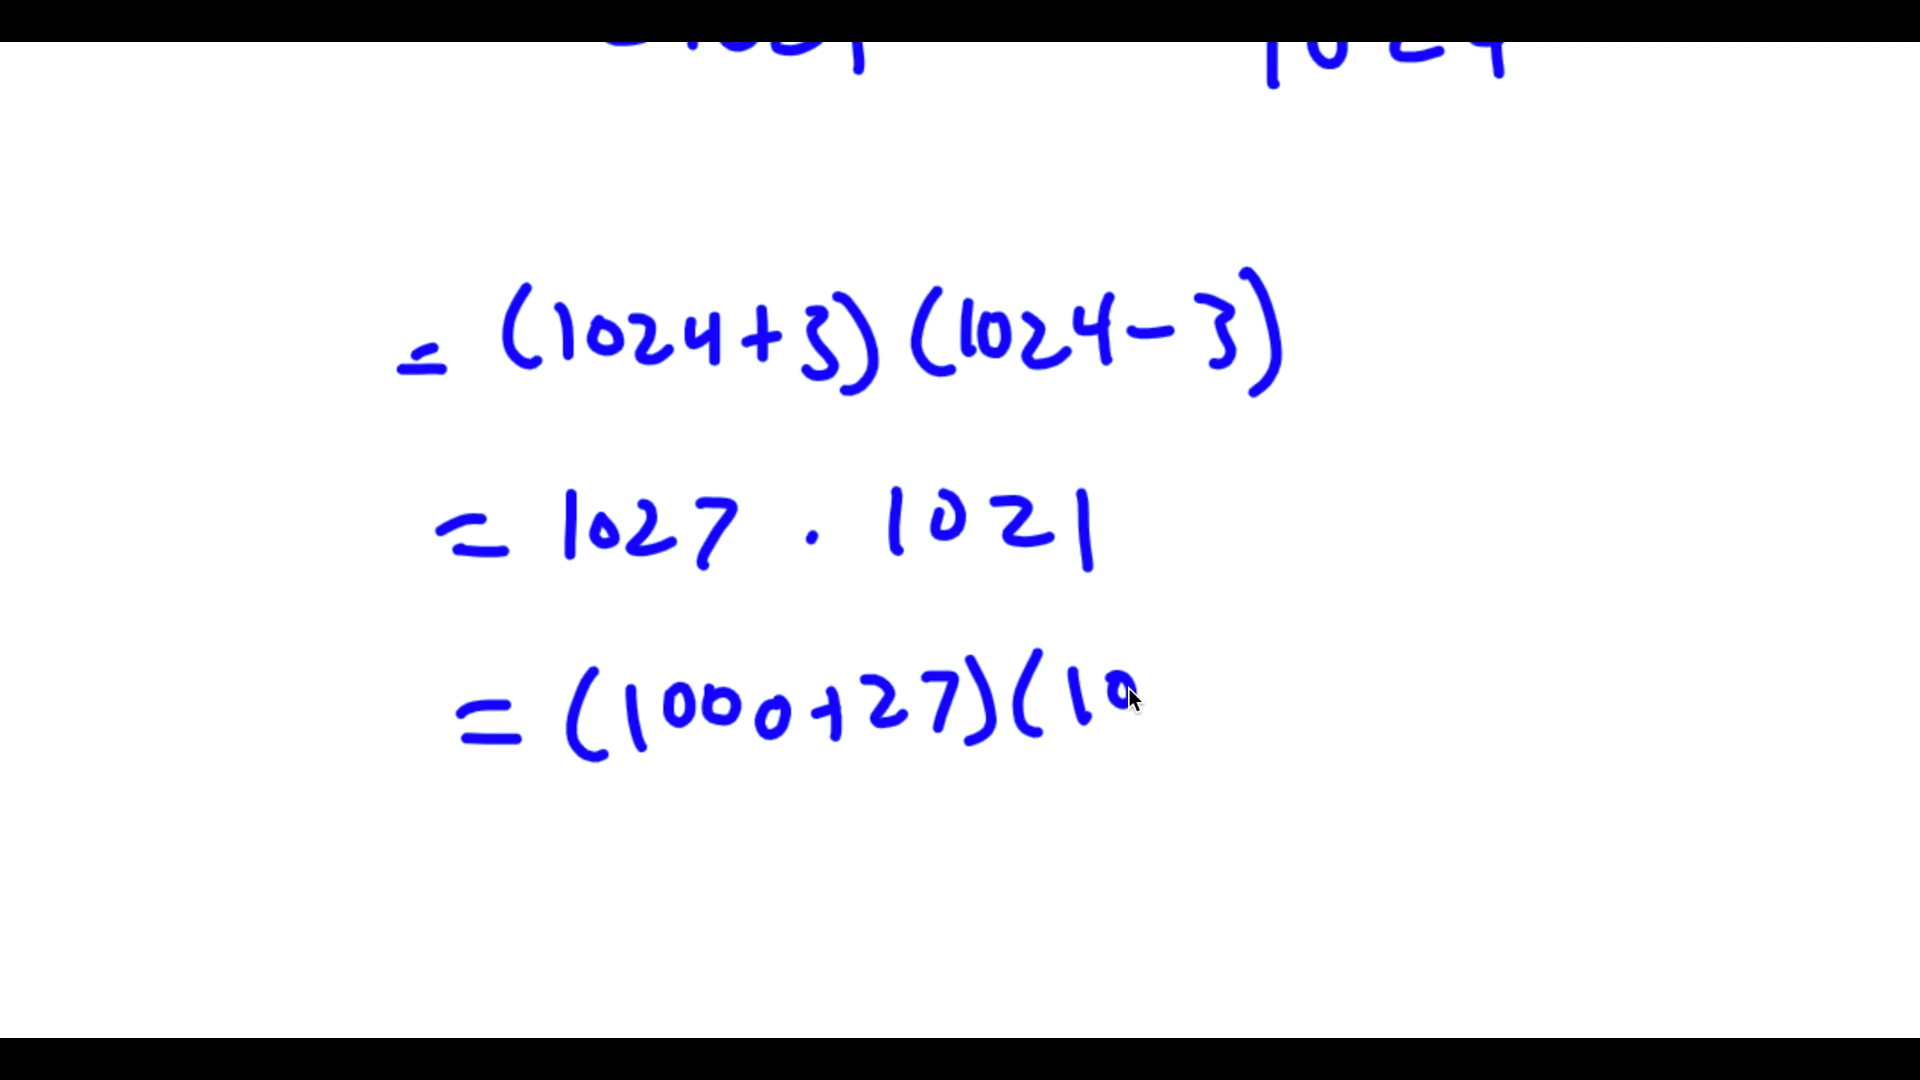 = (1024+3) (1024-3)
= 1027 . 1021
= (1000+27)(10